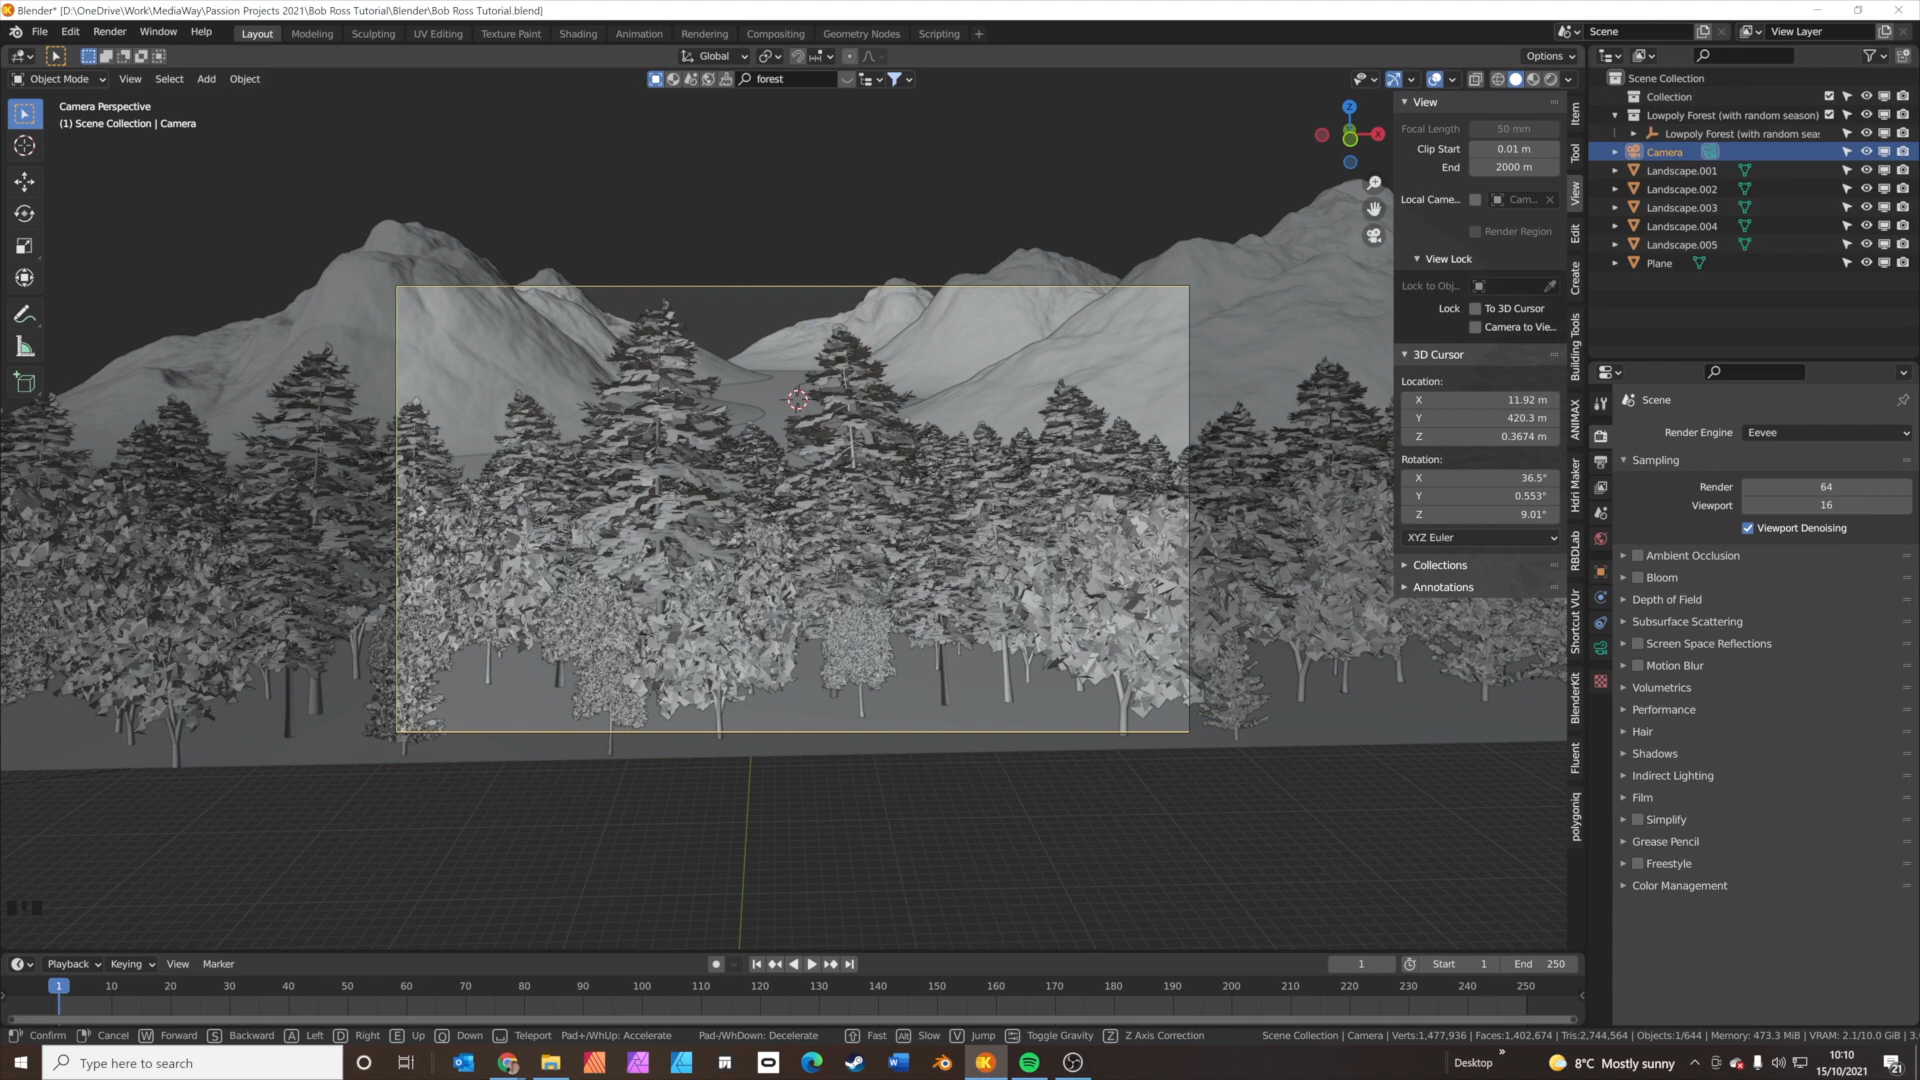 Blender* [D:\OneDrive\Work\MediaWay\Passion Projects 2021\Bob Ross Tutorial\Blender\Bob Ross Tutorial.blend]
File Edit Render Window Help Layout Modeling Sculpting UV Editing Texture Paint Shading Animation Rendering Compositing Geometry Nodes Scripting + Scene View Layer
Global Options
Object Mode View Select Add Object forest
Camera Perspective
(1) Scene Collection | Camera
Z
X
View
Focal Length 50 mm
Clip Start 0.01 m
End 2000 m
Local Came... Cam...
Render Region
View Lock
Lock to Obj...
Lock To 3D Cursor
Camera to Vie...
3D Cursor
Location:
X 11.92 m
Y 420.3 m
Z 0.3674 m
Rotation:
X 36.5°
Y 0.553°
Z 9.01°
XYZ Euler
Collections
Annotations
Item
Tool
View
Edit
Create
Building Tools
ANIMAX
Hdri Maker
RBDLab
Shortcut VUr
BlenderKit
Fluent
polygoniq
Scene Collection
Collection
Lowpoly Forest (with random season)
Lowpoly Forest (with random seas
Camera
Landscape.001
Landscape.002
Landscape.003
Landscape.004
Landscape.005
Plane
Scene
Render Engine Eevee
Sampling
Render 64
Viewport 16
Viewport Denoising
Ambient Occlusion
Bloom
Depth of Field
Subsurface Scattering
Screen Space Reflections
Motion Blur
Volumetrics
Performance
Hair
Shadows
Indirect Lighting
Film
Simplify
Grease Pencil
Freestyle
Color Management
Playback Keying View Marker 1 Start 1 End 250
1 10 20 30 40 50 60 70 80 90 100 110 120 130 140 150 160 170 180 190 200 210 220 230 240 250
Confirm Cancel W Forward S Backward A Left D Right E Up Q Down Teleport Pad+/WhUp: Accelerate Pad-/WhDown: Decelerate Fast Alt Slow V Jump Toggle Gravity Z Z Axis Correction Scene Collection | Camera | Verts:1,477,936 | Faces:1,402,674 | Tris:2,744,564 | Objects:1/644 | Memory: 473.3 MiB | VRAM: 2.1/10.0 GiB | 3.
Type here to search Desktop 8°C Mostly sunny 10:10
15/10/2021 21